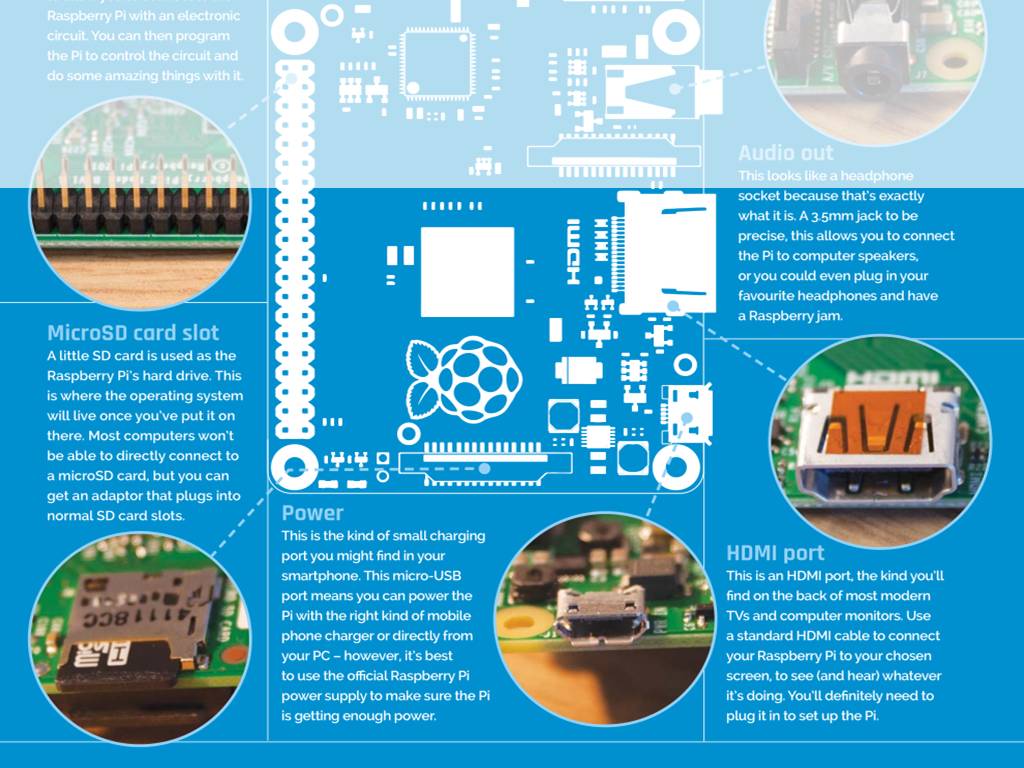 Raspberry Pi with an electronic
circuit. You can then program
the Pi to control the circuit and
do some amazing things with it.
Audio out
This looks like a headphone
socket because that's exactly
what it is. A 3.5mm jack to be
precise, this allows you to connect
the Pi to computer speakers,
or you could even plug in your
favourite headphones and have
a Raspberry jam.
HDMI
MicroSD card slot
A little SD card is used as the
Raspberry Pi's hard drive. This
is where the operating system
will live once you've put it on
there. Most computers won't
be able to directly connect to
a microSD card, but you can
get an adaptor that plugs into
normal SD card slots.
4118CC
Power
This is the kind of small charging
port you might find in your
smartphone. This micro-USB
port means you can power the
Pi with the right kind of mobile
phone charger or directly from
your PC – however, it's best
to use the official Raspberry Pi
power supply to make sure the Pi
is getting enough power.
HDMI port
This is an HDMI port, the kind you'll
find on the back of most modern
TVs and computer monitors. Use
a standard HDMI cable to connect
your Raspberry Pi to your chosen
screen, to see (and hear) whatever
it's doing. You'll definitely need to
plug it in to set up the Pi.